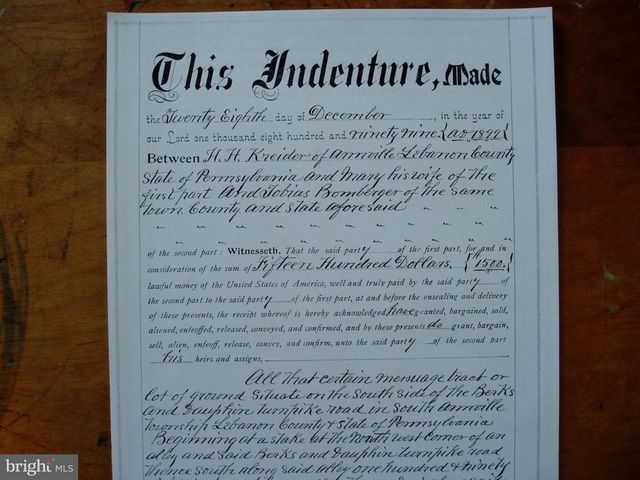 This Indenture, Made
the Twenty Eighth day of December, in the year of
our Lord one thousand eight hundred and ninety nine. {AD. 1899}
Between H. H. Kreider of Annville Lebanon County
State of Pennsylvania and Mary his wife of the
first part And Tobias Bomberger of the same
Town County and State aforesaid " " "
" " " " " " " " " " "
of the second part: Witnesseth, That the said party of the first part, for and in
consideration of the sum of Fifteen Hundred Dollars. {1500.}
lawful money of the United States of America, well and truly paid by the said party of
the second part to the said party of the first part, at and before the ensealing and delivery
of these presents, the receipt whereof is hereby acknowledged have granted, bargained, sold,
aliened, enfeoffed, released, conveyed, and confirmed, and by these presents do grant, bargain,
sell, alien, enfeoff, release, convey, and confirm, unto the said party of the second part
his heirs and assigns,
All that certain messuage tract or
lot of ground Situate on the South Side of the Berks
and Dauphin turnpike road in South Annville
Township Lebanon County & State of Pennsylvania
Beginning at a stake at the North west corner of an
alley and Said Berks and Dauphin turnpike road
thence South along Said alley one hundred & ninety
bright MLS